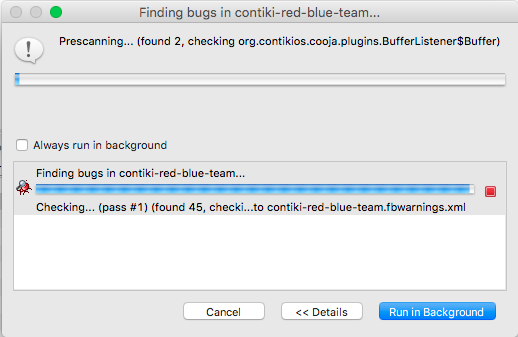 Finding bugs in contiki-red-blue-team...
Prescanning... (found 2, checking org.contikios.cooja.plugins.BufferListener$Buffer)
Always run in background
Finding bugs in contiki-red-blue-team...
Checking... (pass #1) (found 45, checki...to contiki-red-blue-team.fbwarnings.xml
Cancel
<< Details
Run in Background